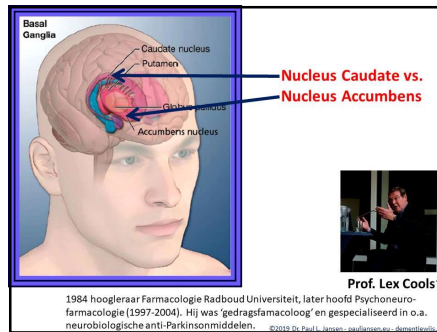 Basal
Ganglia
Caudate nucleus
Putamen
Globus pallidus
Accumbens nucleus
Nucleus Caudate vs.
Nucleus Accumbens
Prof. Lex Cools
1984 hoogleraar Farmacologie Radboud Universiteit, later hoofd Psychoneuro-
farmacologie (1997-2004). Hij was 'gedragsfamacoloog' en gespecialiseerd in o.a.
neurobiologische anti-Parkinsonmiddelen. ©2019 Dr. Paul L. Jansen - pauljansen.eu - dementiewijs.